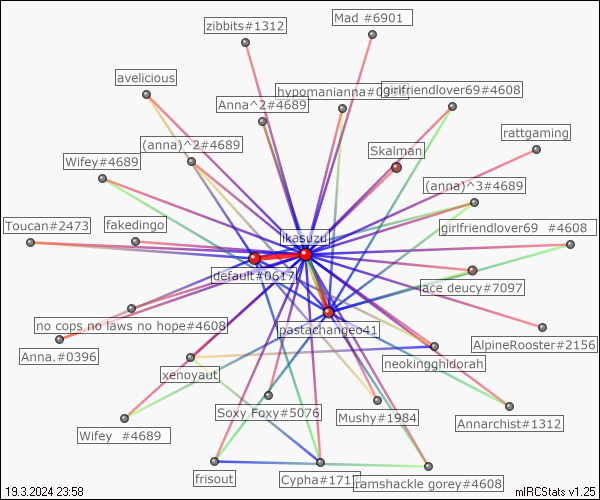 Mad #6901
zibbits#1312
avelicious
hypomanianna#0
girlfriendlover69#4608
Anna^2#4689
rattgaming
(anna)^2#4689
Skalman
Wifey#4689
(anna)^3#4689
Toucan#2473
fakedingo
girlfriendlover69 #4608
ikasuzu
default#0617
ace deucy#7097
no cops no laws no hope#4608
pastachangeo41
AlpineRooster#2156
Anna.#0396
neokingghidorah
xenoyaut
Soxy Foxy#5076
Mushy#1984
Annarchist#1312
Wifey #4689
frisout
Cypha#171
ramshackle gorey#4608
19.3.2024 23:58
mIRCStats v1.25